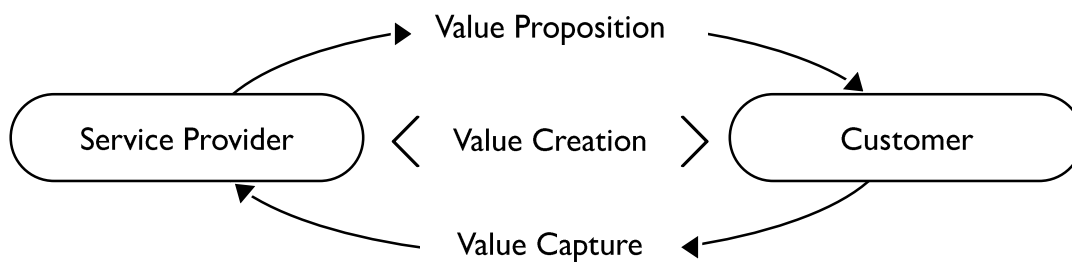 Value Proposition
Service Provider
Value Creation
Customer
Value Capture